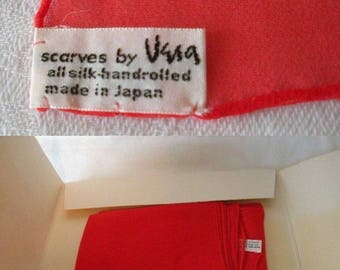 scarves by Vera
all silk-handrolled
made in Japan